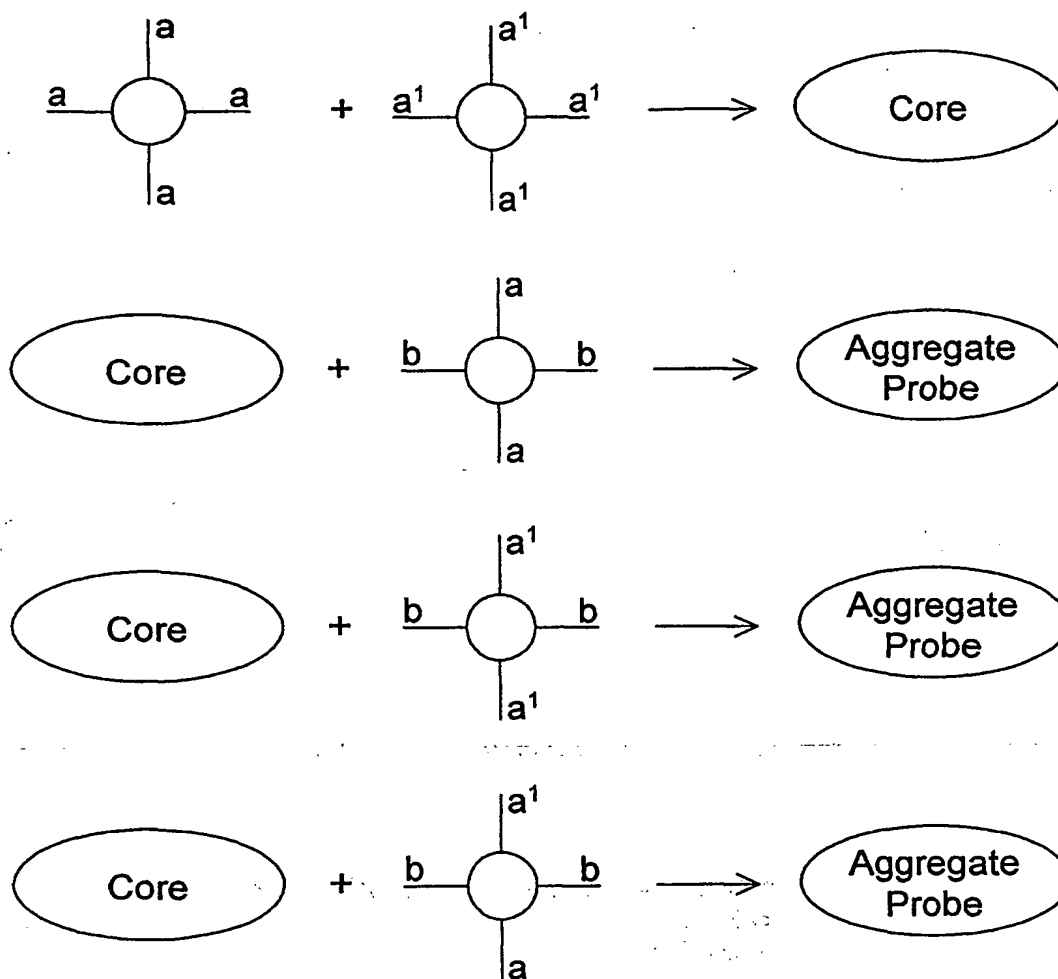 a a¹
a a + a¹ a¹ → Core
a a¹
a
Core + b b → Aggregate
Probe
a
a¹
Core + b b → Aggregate
Probe
a¹
a¹
Core + b b → Aggregate
Probe
a